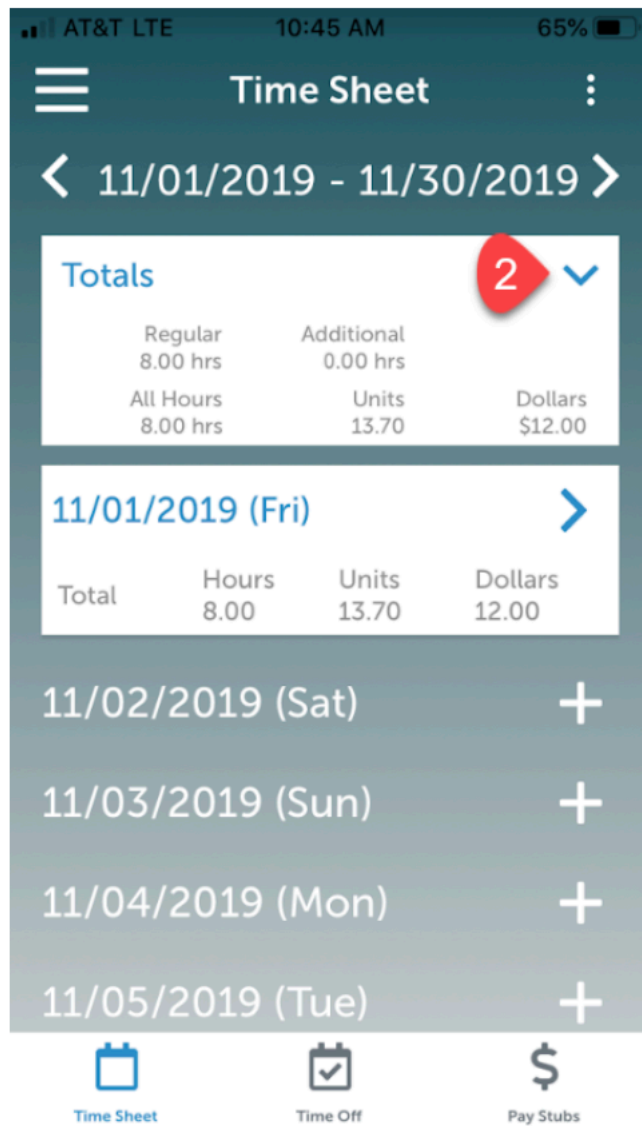 AT&T LTE 10:45 AM 65%
Time Sheet
11/01/2019 - 11/30/2019
Totals 2
Regular Additional
8.00 hrs 0.00 hrs
All Hours Units Dollars
8.00 hrs 13.70 $12.00
11/01/2019 (Fri)
Total Hours Units Dollars
8.00 13.70 12.00
11/02/2019 (Sat)
11/03/2019 (Sun)
11/04/2019 (Mon)
11/05/2019 (Tue)
Time Sheet Time Off Pay Stubs